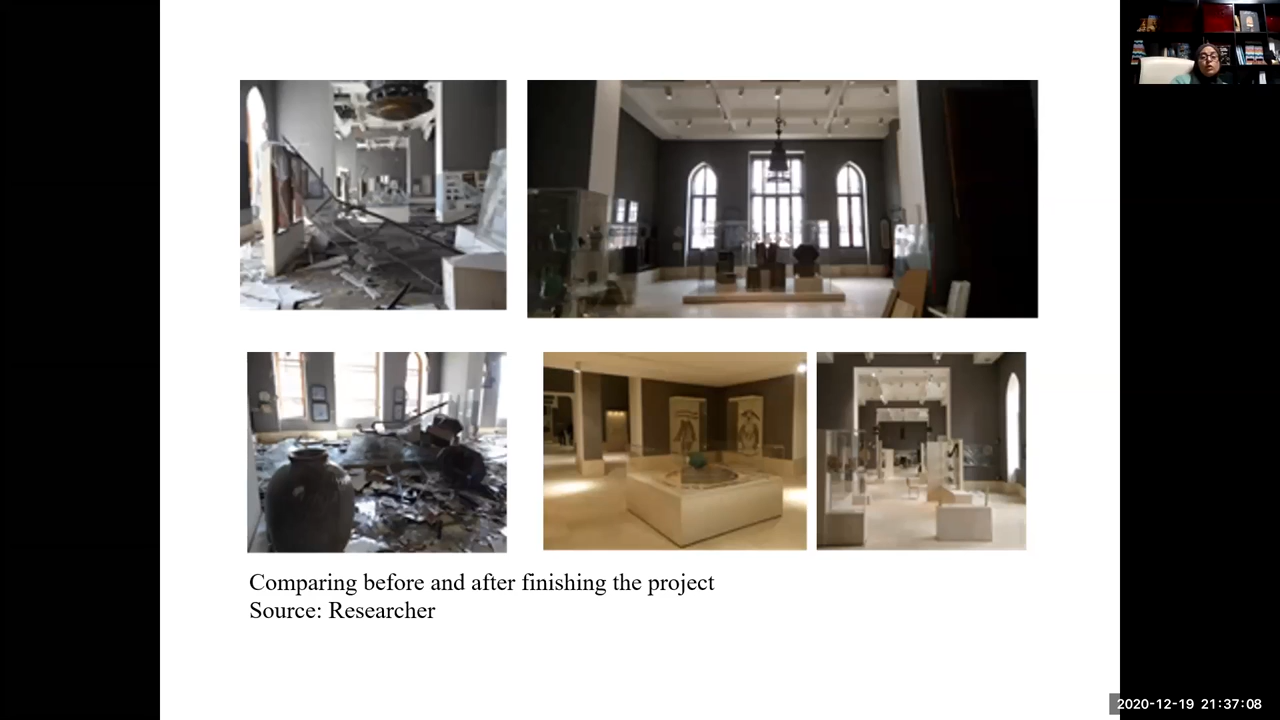 Comparing before and after finishing the project
Source: Researcher
2020-12-19 21:37:08